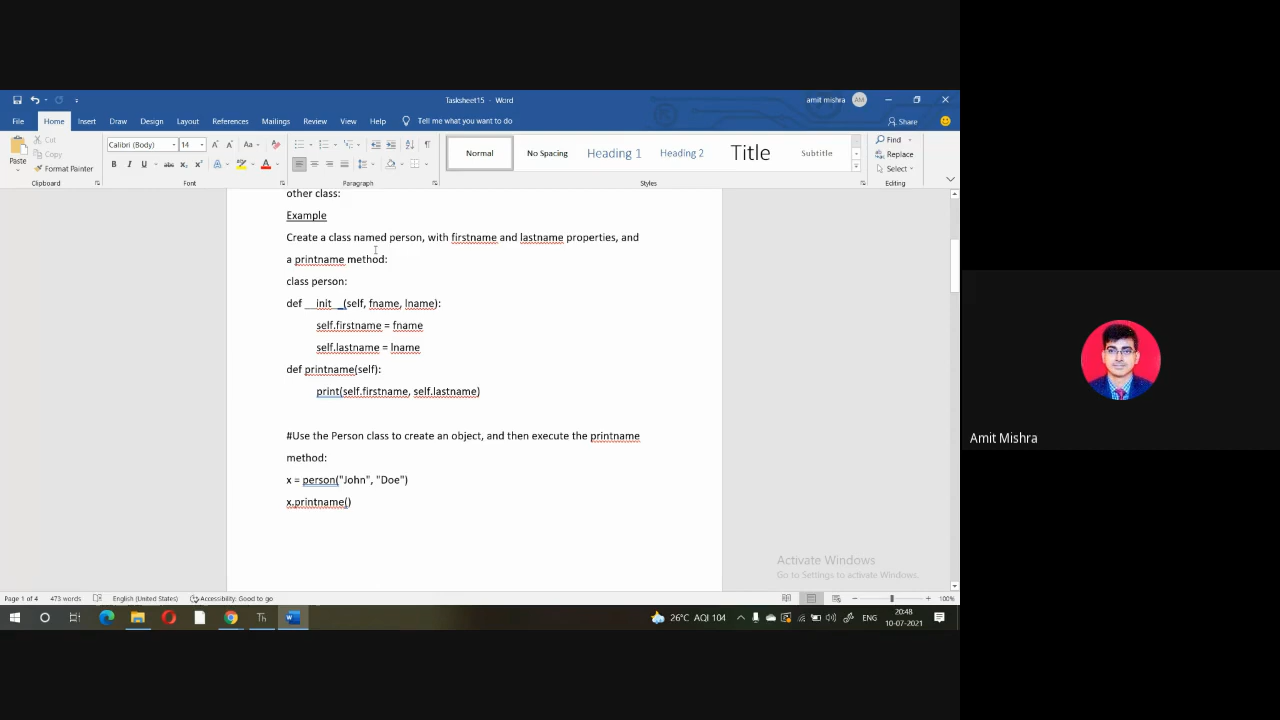 Tasksheet15 - Word
amit mishra
AM
File Home Insert Draw Design Layout References Mailings Review View Help Tell me what you want to do
Share
Paste
Cut
Copy
Format Painter
Calibri (Body) 14
Normal
No Spacing
Heading 1
Heading 2
Title
Subtitle
Find
Replace
Select
Clipboard
Font
Paragraph
Styles
Editing
other class:
Example
Create a class named person, with firstname and lastname properties, and
a printname method:
class person:
def __init__(self, fname, lname):
self.firstname = fname
self.lastname = lname
def printname(self):
print(self.firstname, self.lastname)
#Use the Person class to create an object, and then execute the printname
method:
x = person("John", "Doe")
x.printname()
Amit Mishra
Activate Windows
Go to Settings to activate Windows.
Page 1 of 4 473 words English (United States) Accessibility: Good to go 100%
26°C AQI 104 ENG 20:48
10-07-2021